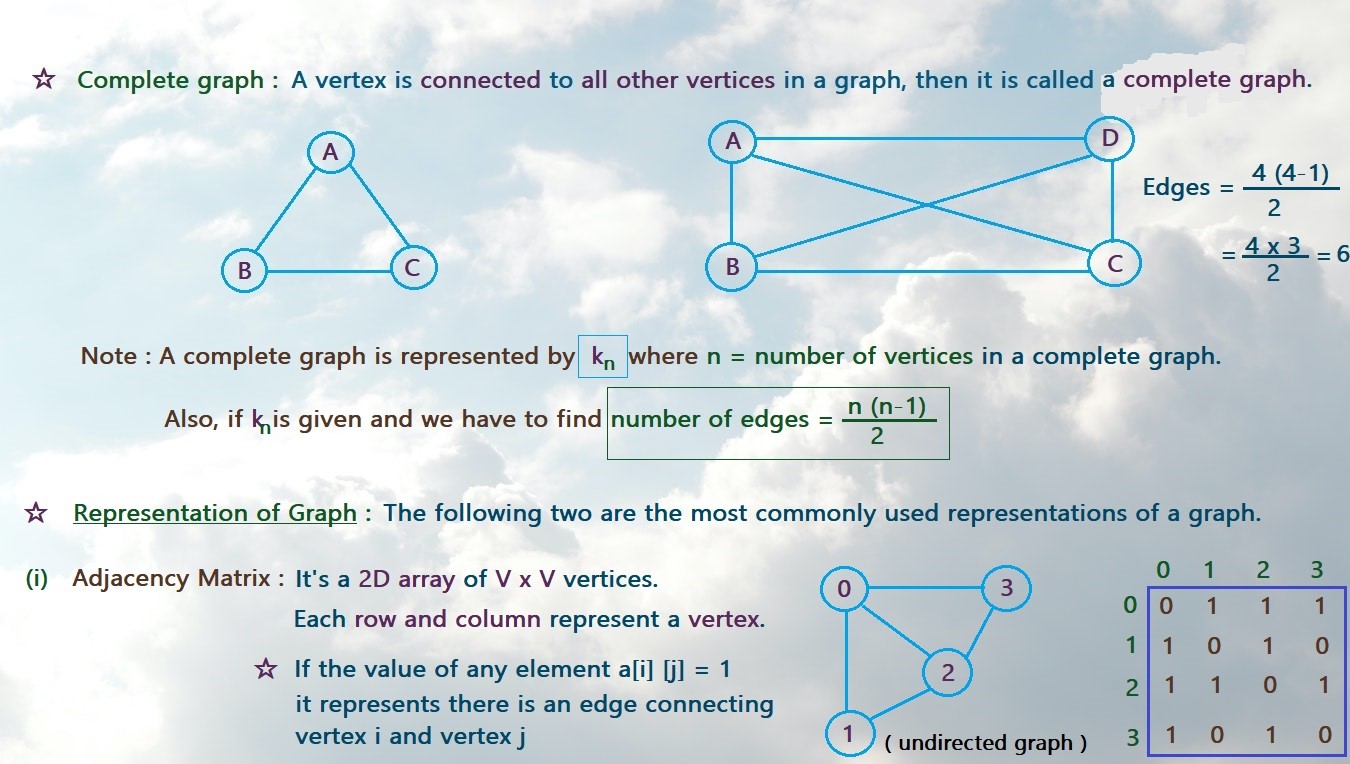 ☆ Complete graph : A vertex is connected to all other vertices in a graph, then it is called a complete graph.
A
B
C
A
D
B
C
Edges = 4 (4-1)
2
= 4 x 3 = 6
2
Note : A complete graph is represented by kn where n = number of vertices in a complete graph.
Also, if kn is given and we have to find number of edges = n (n-1)
2
☆ Representation of Graph : The following two are the most commonly used representations of a graph.
(i) Adjacency Matrix : It's a 2D array of V x V vertices.
Each row and column represent a vertex.
☆ If the value of any element a[i] [j] = 1
it represents there is an edge connecting
vertex i and vertex j
0
3
2
1
( undirected graph )
0 1 2 3
0 0 1 1 1
1 1 0 1 0
2 1 1 0 1
3 1 0 1 0